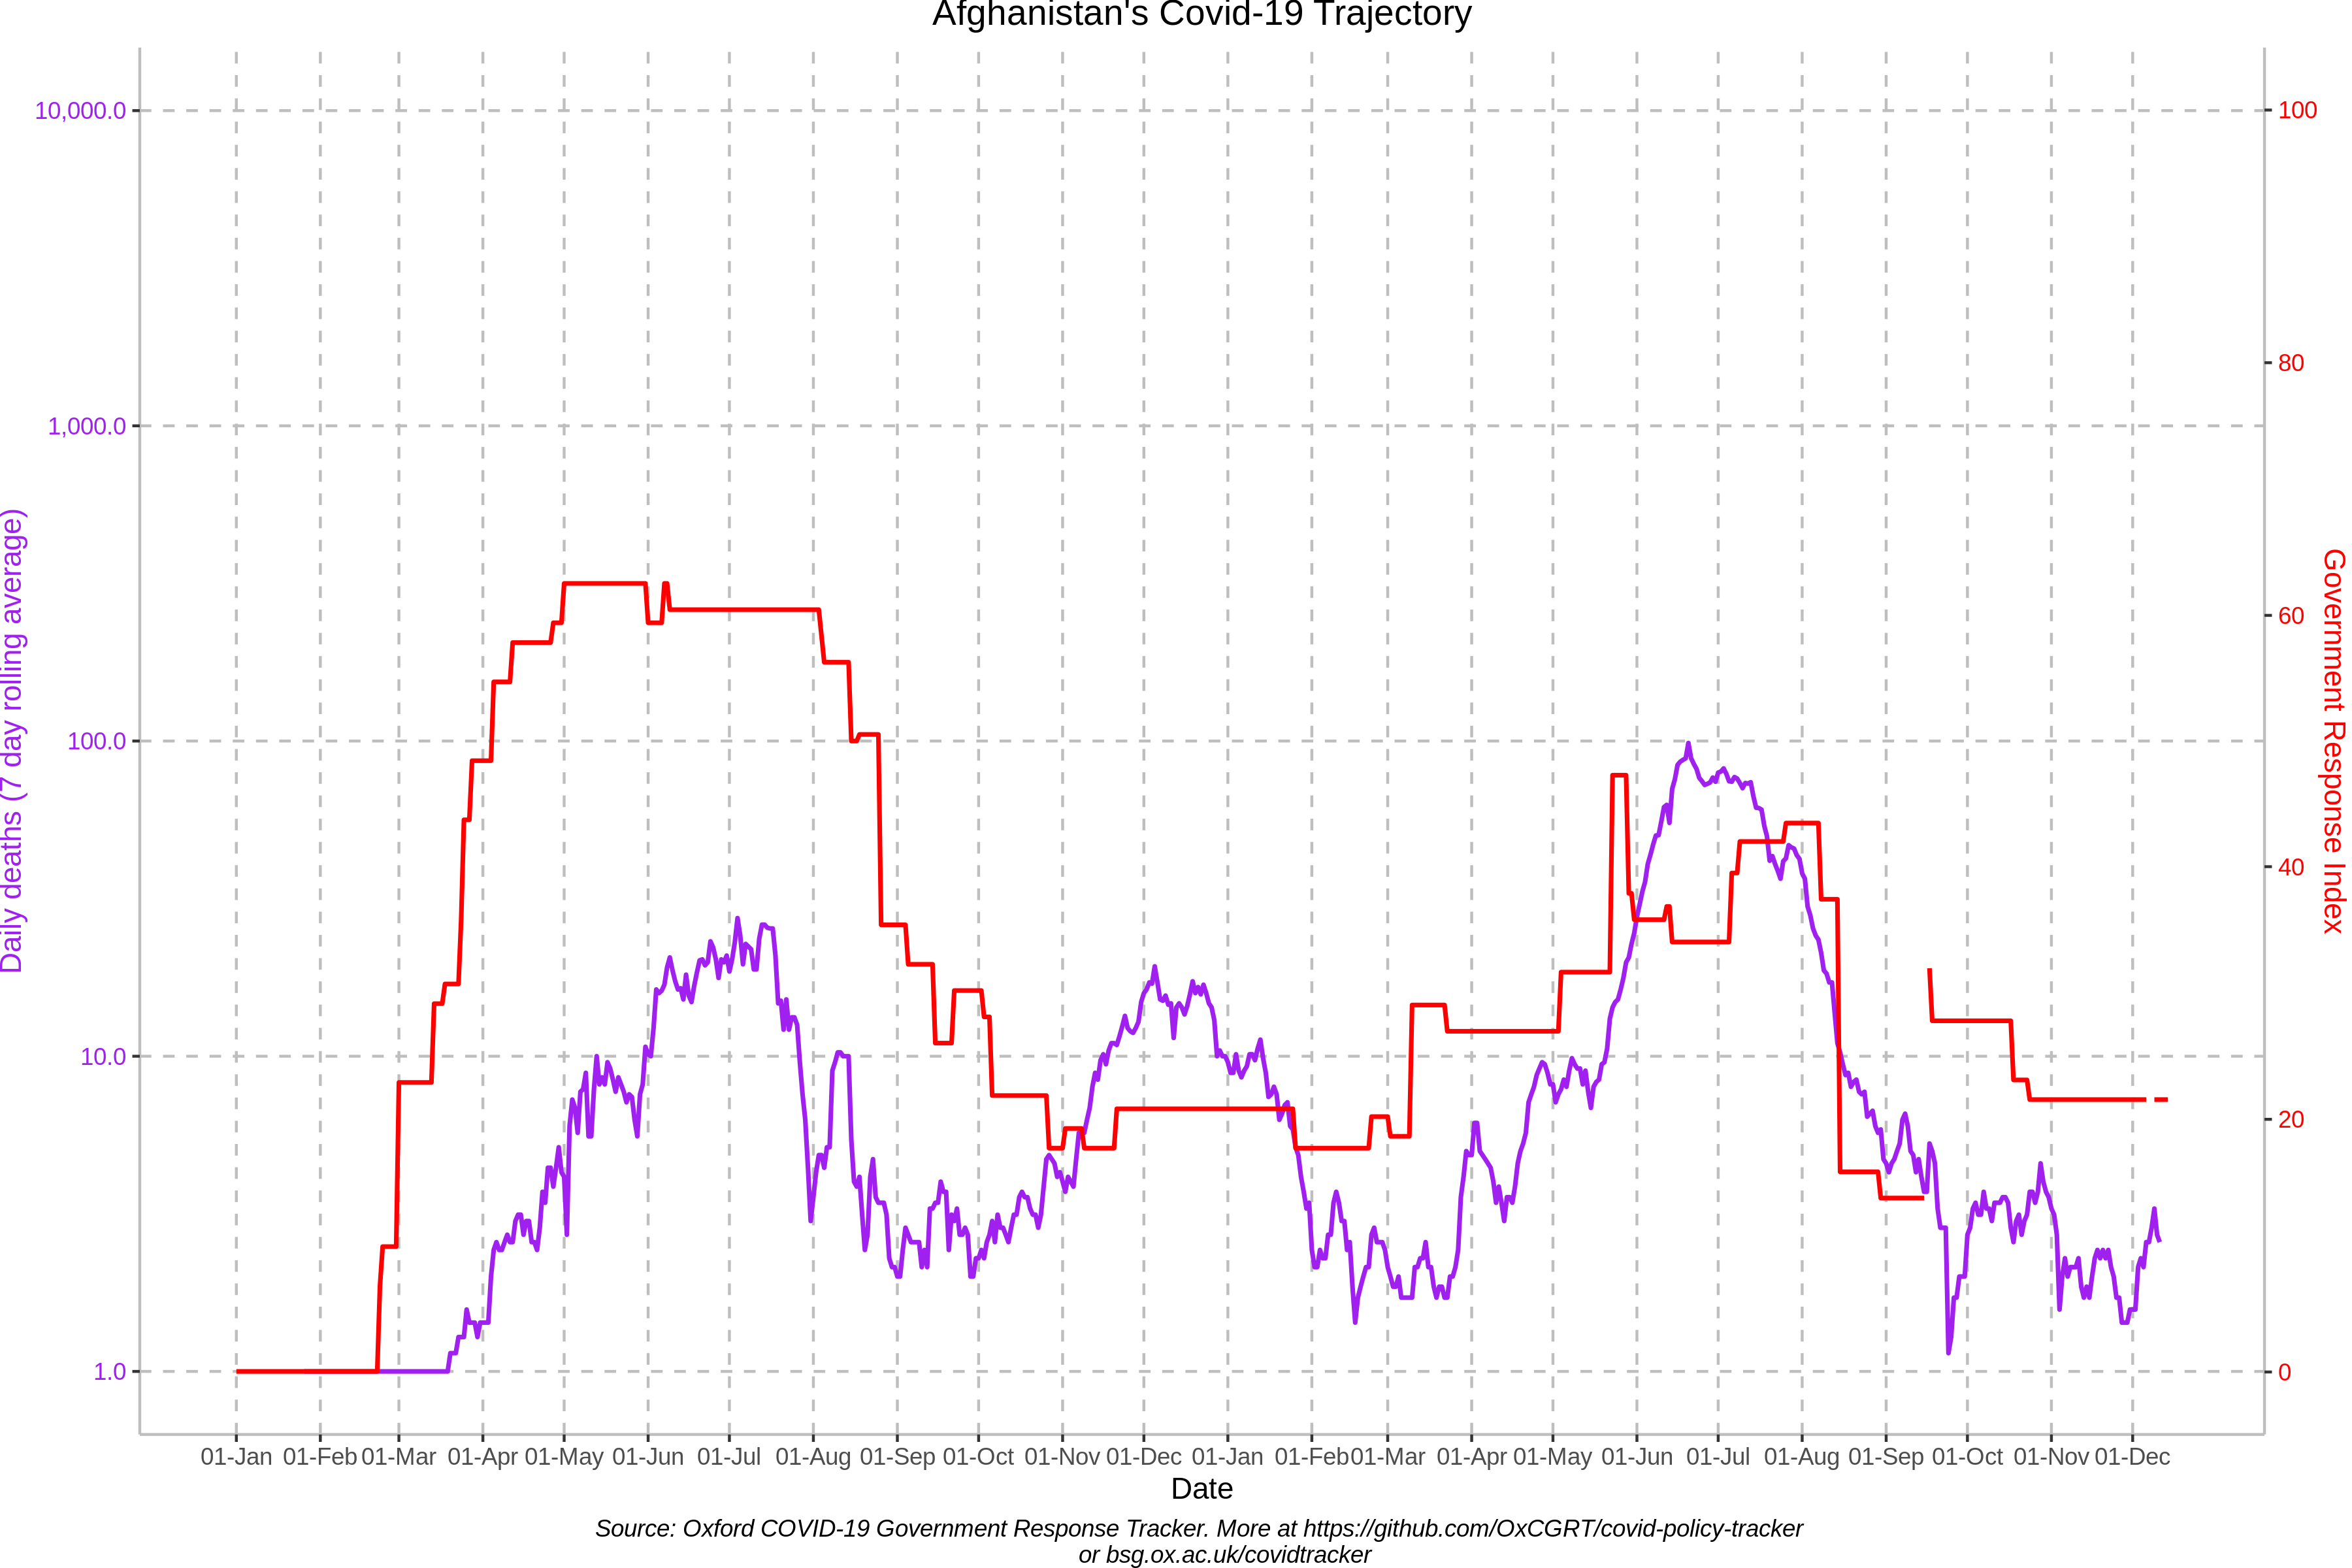 Afghanistan's Covid-19 Trajectory
10,000.0
1,000.0
100.0
10.0
1.0
Daily deaths (7 day rolling average)
100
80
60
40
20
0
Government Response Index
01-Jan 01-Feb 01-Mar 01-Apr 01-May 01-Jun 01-Jul 01-Aug 01-Sep 01-Oct 01-Nov 01-Dec 01-Jan 01-Feb 01-Mar 01-Apr 01-May 01-Jun 01-Jul 01-Aug 01-Sep 01-Oct 01-Nov 01-Dec
Date
Source: Oxford COVID-19 Government Response Tracker. More at https://github.com/OxCGRT/covid-policy-tracker
or bsg.ox.ac.uk/covidtracker